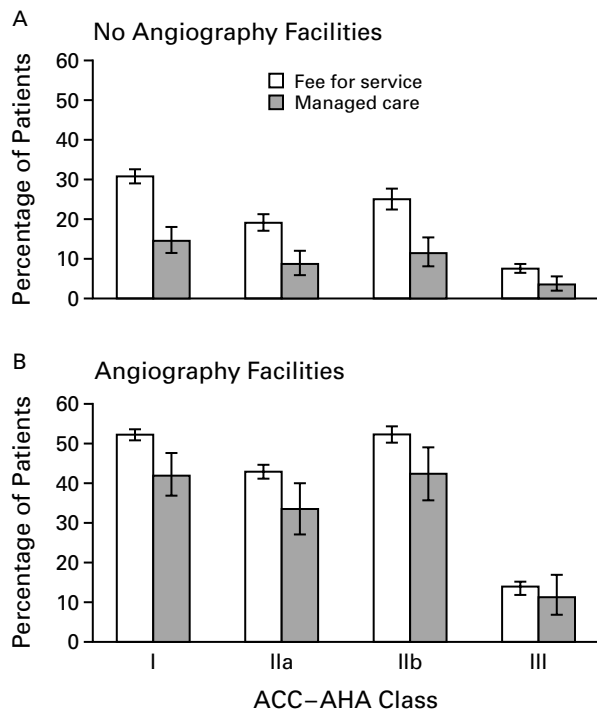 A
No Angiography Facilities
Percentage of Patients
60
50
40
30
20
10
0
Fee for service
Managed care
B
Angiography Facilities
Percentage of Patients
60
50
40
30
20
10
0
I IIa IIb III
ACC–AHA Class